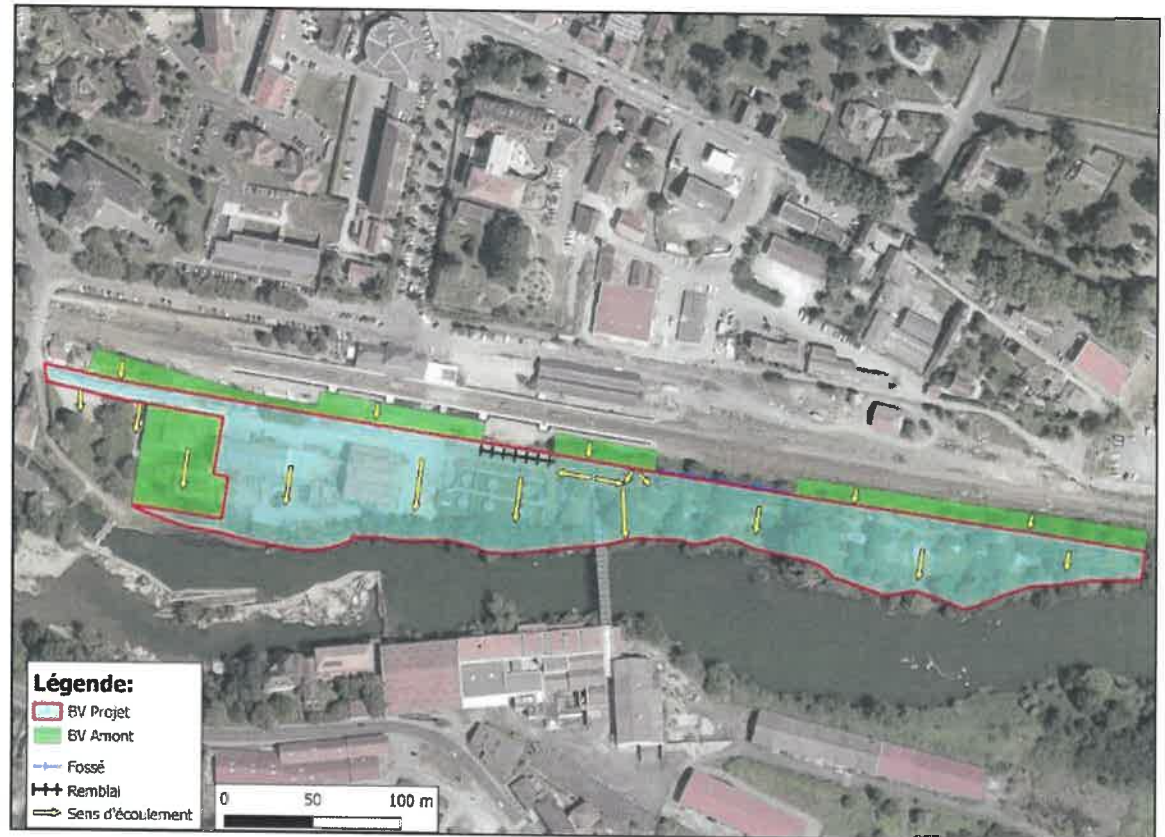 Légende:
BV Projet
BV Amont
Fossé
Remblai
Sens d'écoulement
0 50 100 m